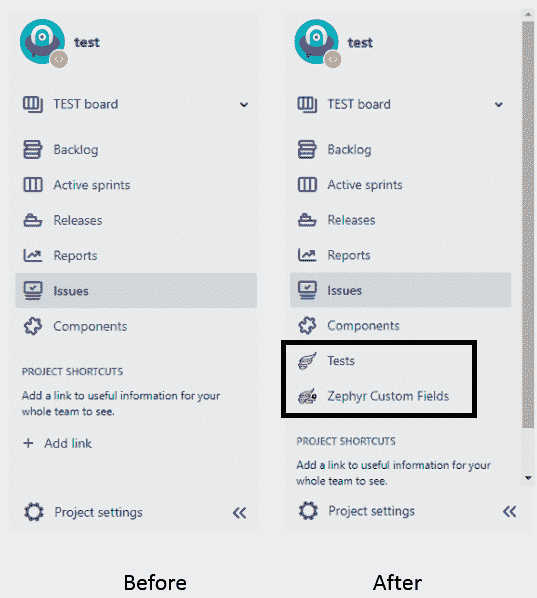 test
TEST board
Backlog
Active sprints
Releases
Reports
Issues
Components
PROJECT SHORTCUTS
Add a link to useful information for your
whole team to see.
+ Add link
Project settings
Before
test
TEST board
Backlog
Active sprints
Releases
Reports
Issues
Components
Tests
Zephyr Custom Fields
PROJECT SHORTCUTS
Add a link to useful information for your
whole team to see.
Project settings
After